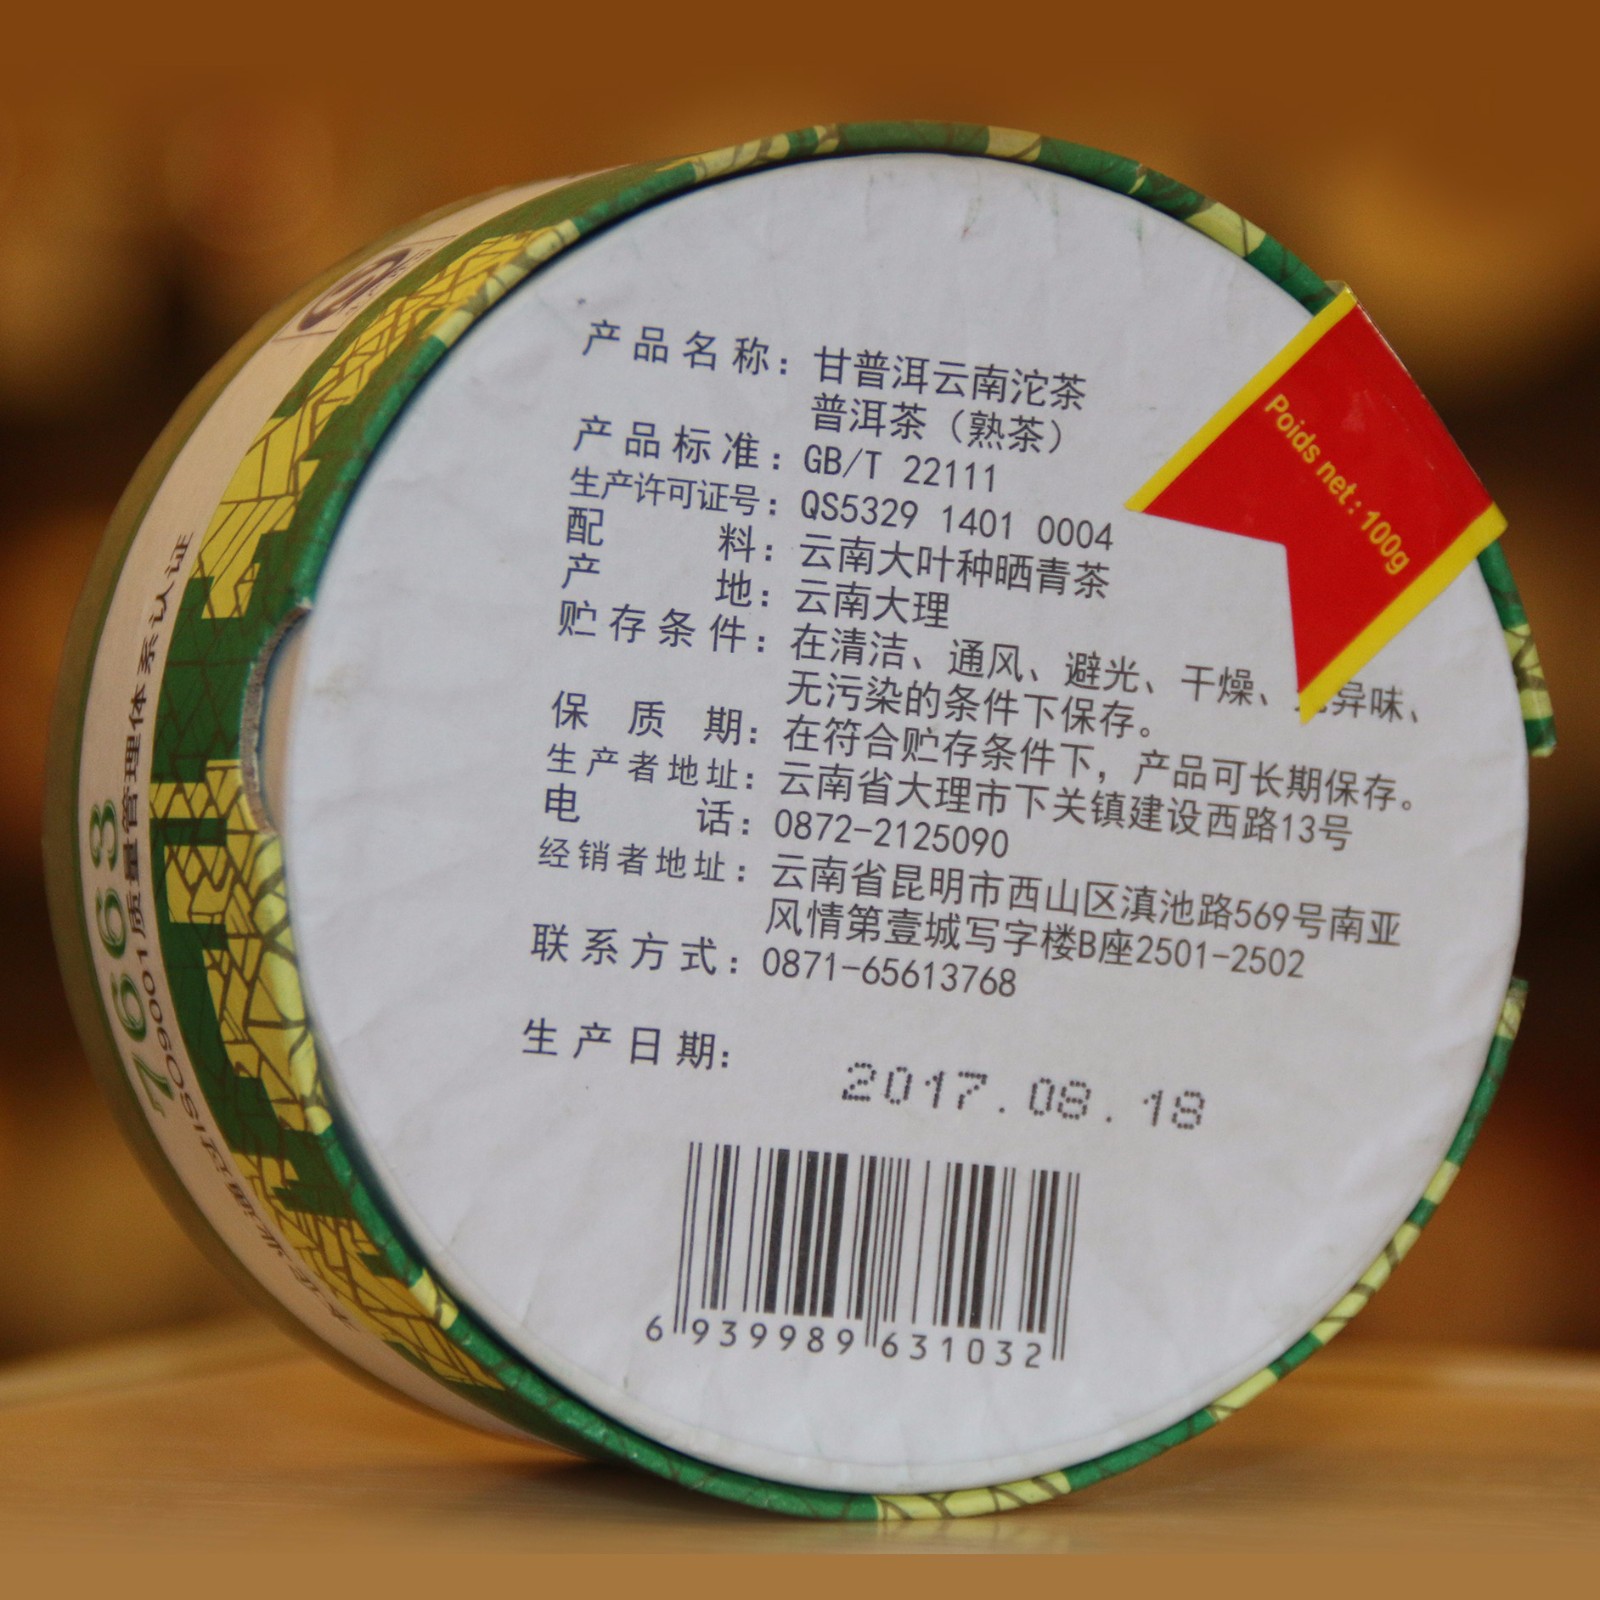 产品名称：甘普洱云南沱茶
普洱茶（熟茶）
产品标准：GB/T 22111
生产许可证号：QS5329 1401 0004
配料：云南大叶种晒青茶
产地：云南大理
贮存条件：在清洁、通风、避光、干燥、无异味、
无污染的条件下保存。
保质期：在符合贮存条件下，产品可长期保存。
生产者地址：云南省大理市下关镇建设西路13号
电话：0872-2125090
经销者地址：云南省昆明市西山区滇池路569号南亚
风情第壹城写字楼B座2501-2502
联系方式：0871-65613768
生产日期：2017.08.18
6 939989 631032
Poids net : 100g
7663
ISO9001质量管理体系认证